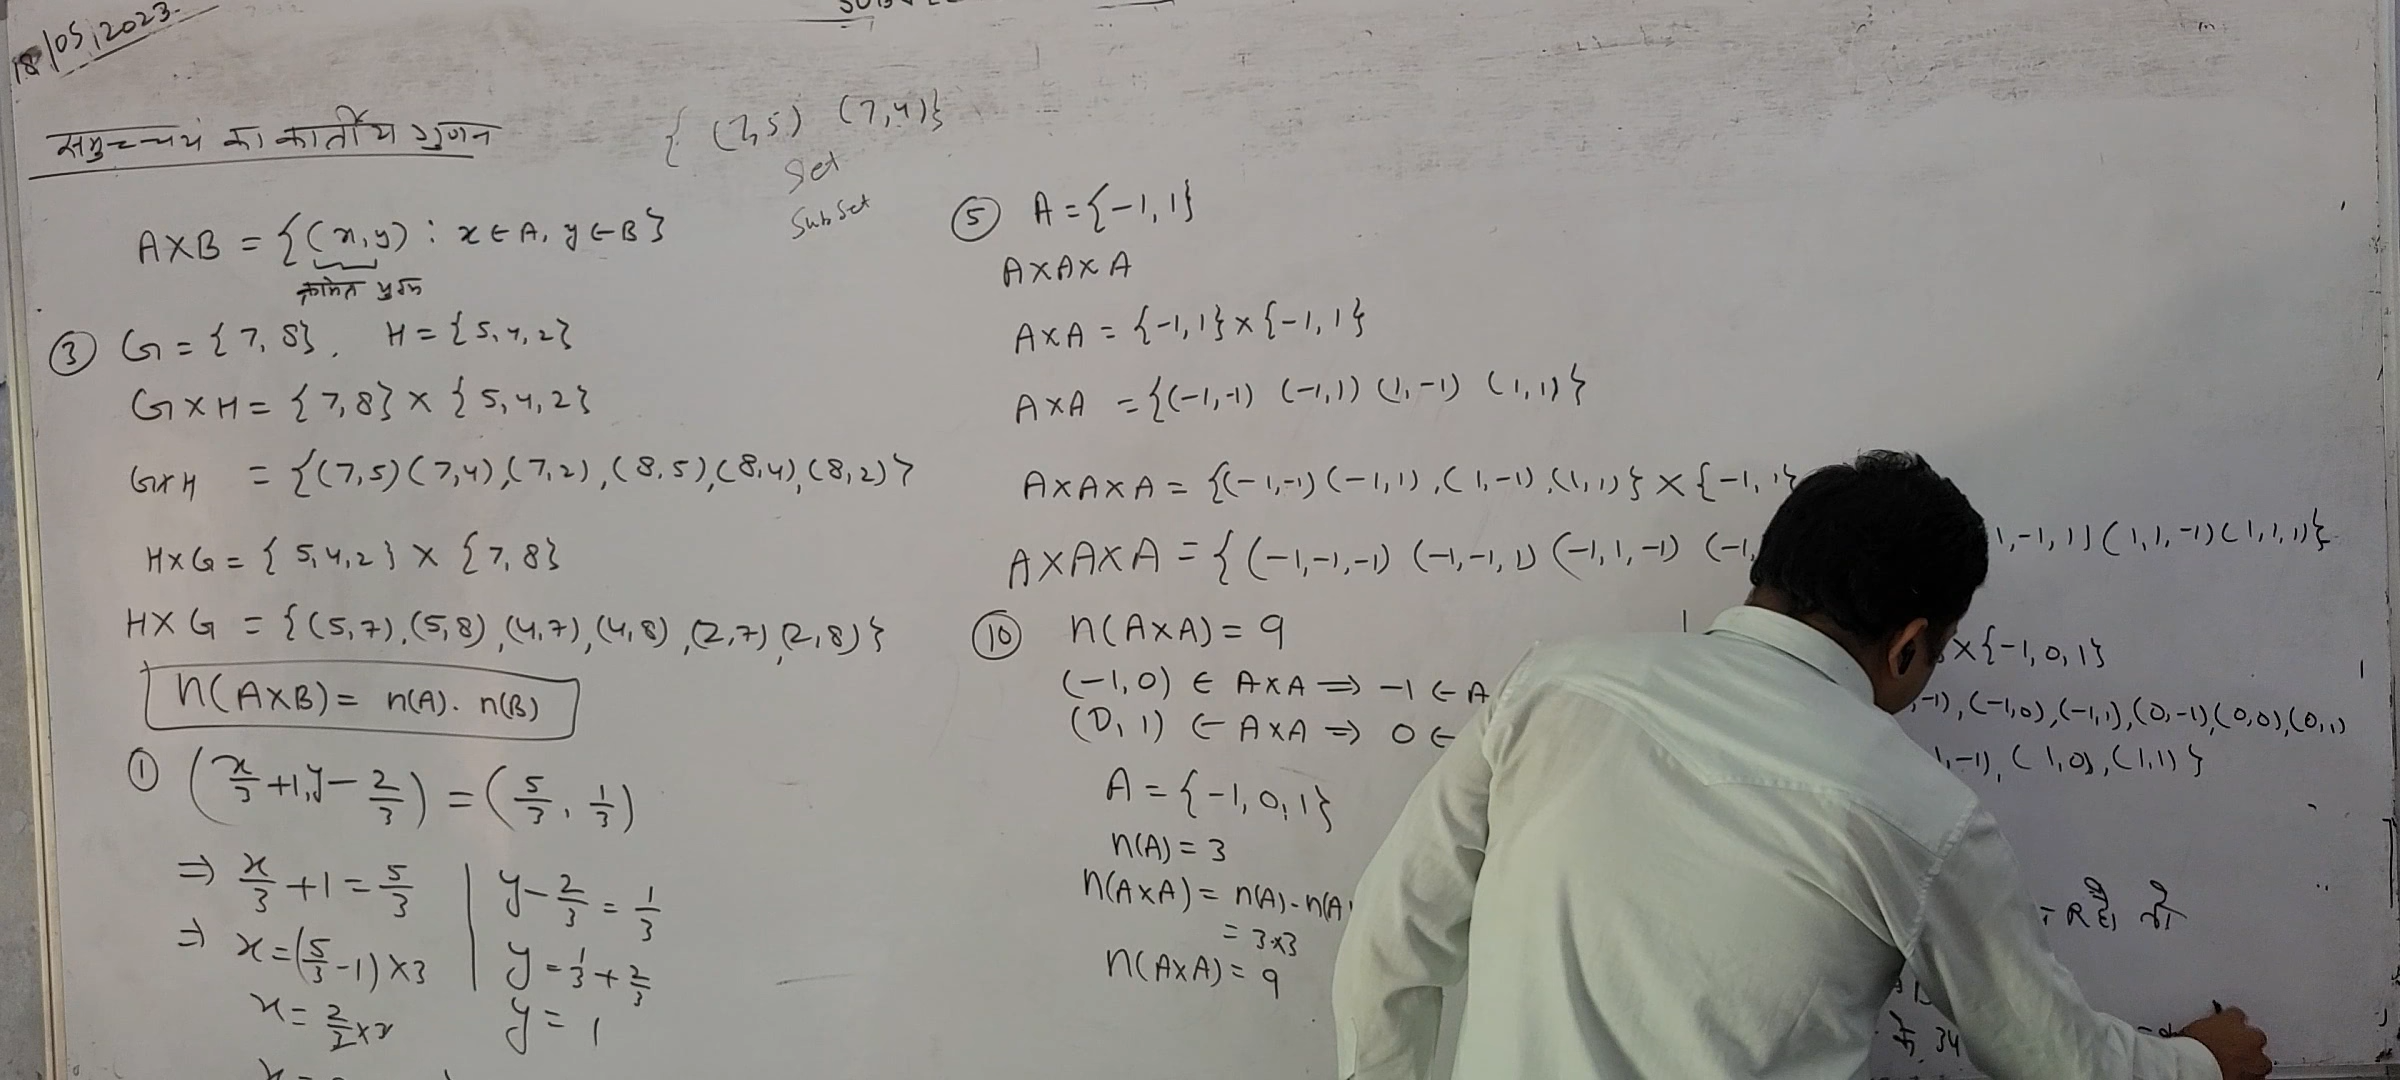 18/05/2023
समुच्चयं का कार्तीय गुणन
{ (7,5) (7,4)}
Set
Subset
A×B = {(x,y) : x∈A, y∈B}
क्रमित युग्म
③ G = {7, 8}, H = {5,4,2}
G×H = {7,8} × {5,4,2}
G×H = {(7,5)(7,4),(7,2),(8,5),(8,4),(8,2)}
H×G = {5,4,2} × {7,8}
H×G = {(5,7),(5,8),(4,7),(4,8),(2,7),(2,8)}
n(A×B) = n(A). n(B)
① (x/3 +1, y - 2/3) = (5/3, 1/3)
⇒ x/3 + 1 = 5/3 | y - 2/3 = 1/3
⇒ x = (5/3 - 1) ×3 | y = 1/3 + 2/3
y = 1
⑤ A = {-1, 1}
A×A×A
A×A = {-1,1} × {-1,1}
A×A = {(-1,-1) (-1,1) (1,-1) (1,1)}
A×A×A = {(-1,-1)(-1,1),(1,-1),(1,1)} × {-1, 1}
A×A×A = {(-1,-1,-1) (-1,-1,1) (-1,1,-1) (-1, 1,-1,1) (1,1,-1)(1,1,1)}
⑩ n(A×A) = 9
(-1,0) ∈ A×A ⇒ -1 ∈ A
(0,1) ∈ A×A ⇒ 0 ∈
A = {-1,0,1}
n(A) = 3
n(A×A) = n(A)·n(A
= 3×3
n(A×A) = 9
×{-1,0,1}
-1),(-1,0),(-1,1),(0,-1)(0,0),(0,1)
-1),(1,0),(1,1)}